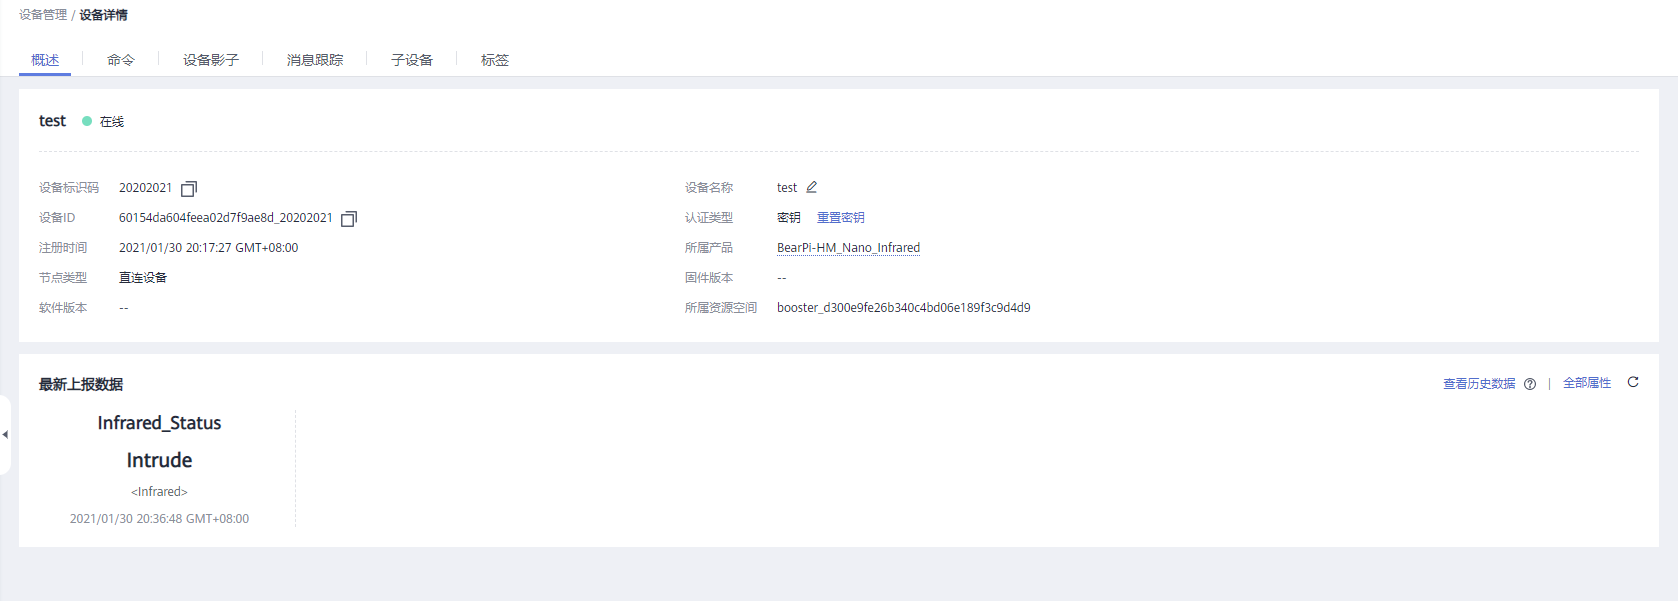 设备管理 / 设备详情
概述 命令 设备影子 消息跟踪 子设备 标签
test 在线
设备标识码 20202021 设备名称 test
设备ID 60154da604feea02d7f9ae8d_20202021 认证类型 密钥 重置密钥
注册时间 2021/01/30 20:17:27 GMT+08:00 所属产品 BearPi-HM_Nano_Infrared
节点类型 直连设备 固件版本 --
软件版本 -- 所属资源空间 booster_d300e9fe26b340c4bd06e189f3c9d4d9
最新上报数据 查看历史数据 | 全部属性
Infrared_Status
Intrude
<Infrared>
2021/01/30 20:36:48 GMT+08:00